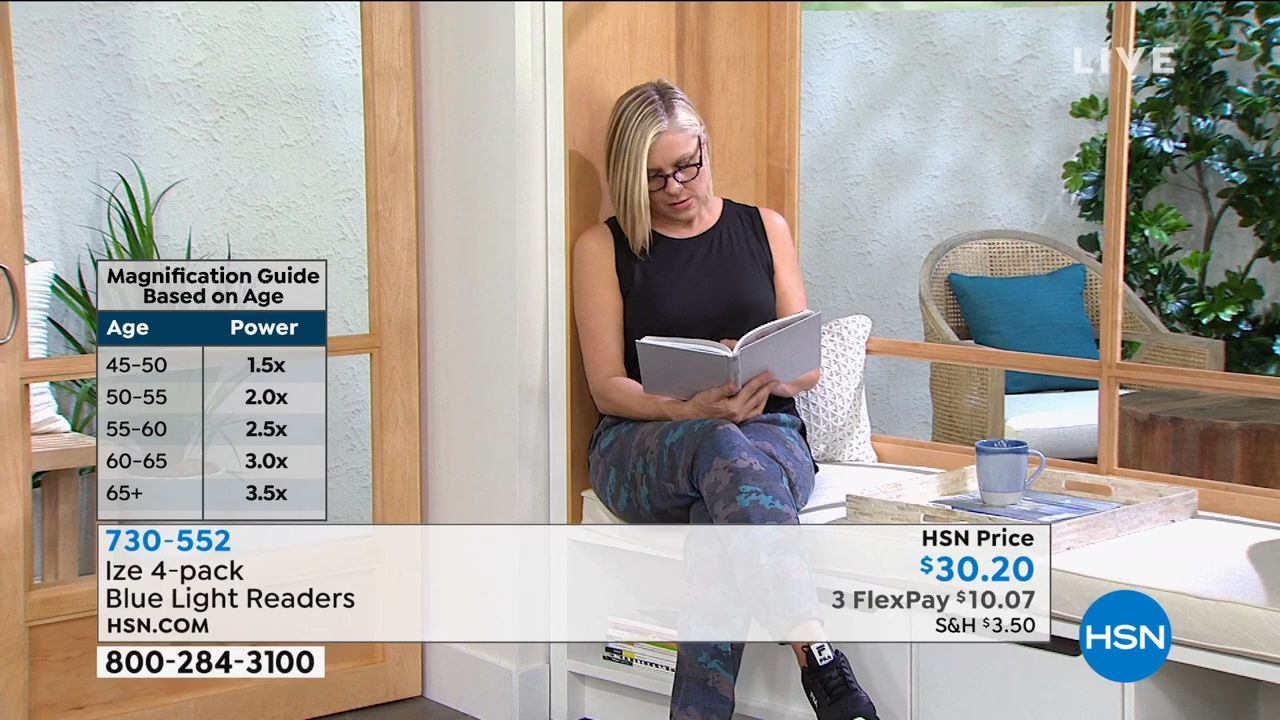 LIVE
Magnification Guide
Based on Age
Age Power
45-50 1.5x
50-55 2.0x
55-60 2.5x
60-65 3.0x
65+ 3.5x
730-552
Ize 4-pack
Blue Light Readers
HSN.COM
HSN Price
$30.20
3 FlexPay $10.07
S&H $3.50
800-284-3100
HSN
FILA